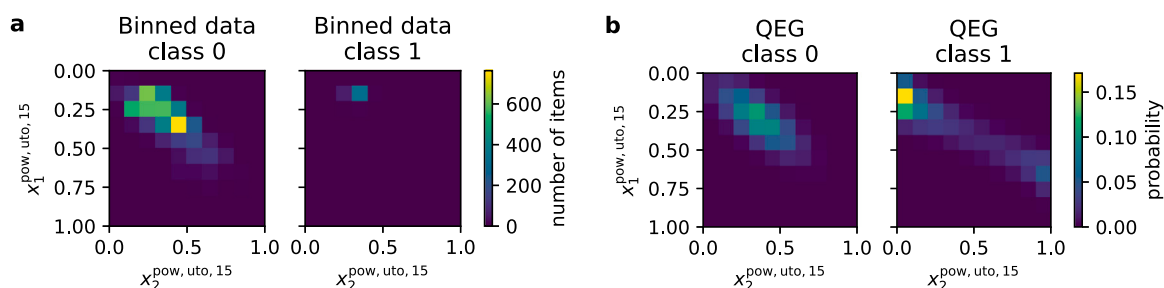 a
Binned data
class 0
Binned data
class 1
0.00
0.25
0.50
0.75
1.00
x₁^pow, uto, 15
0.0
0.5
1.0
x₂^pow, uto, 15
0.0
0.5
1.0
x₂^pow, uto, 15
600
400
200
0
number of items
b
QEG
class 0
QEG
class 1
0.00
0.25
0.50
0.75
1.00
x₁^pow, uto, 15
0.0
0.5
1.0
x₂^pow, uto, 15
0.0
0.5
1.0
x₂^pow, uto, 15
0.15
0.10
0.05
0.00
probability